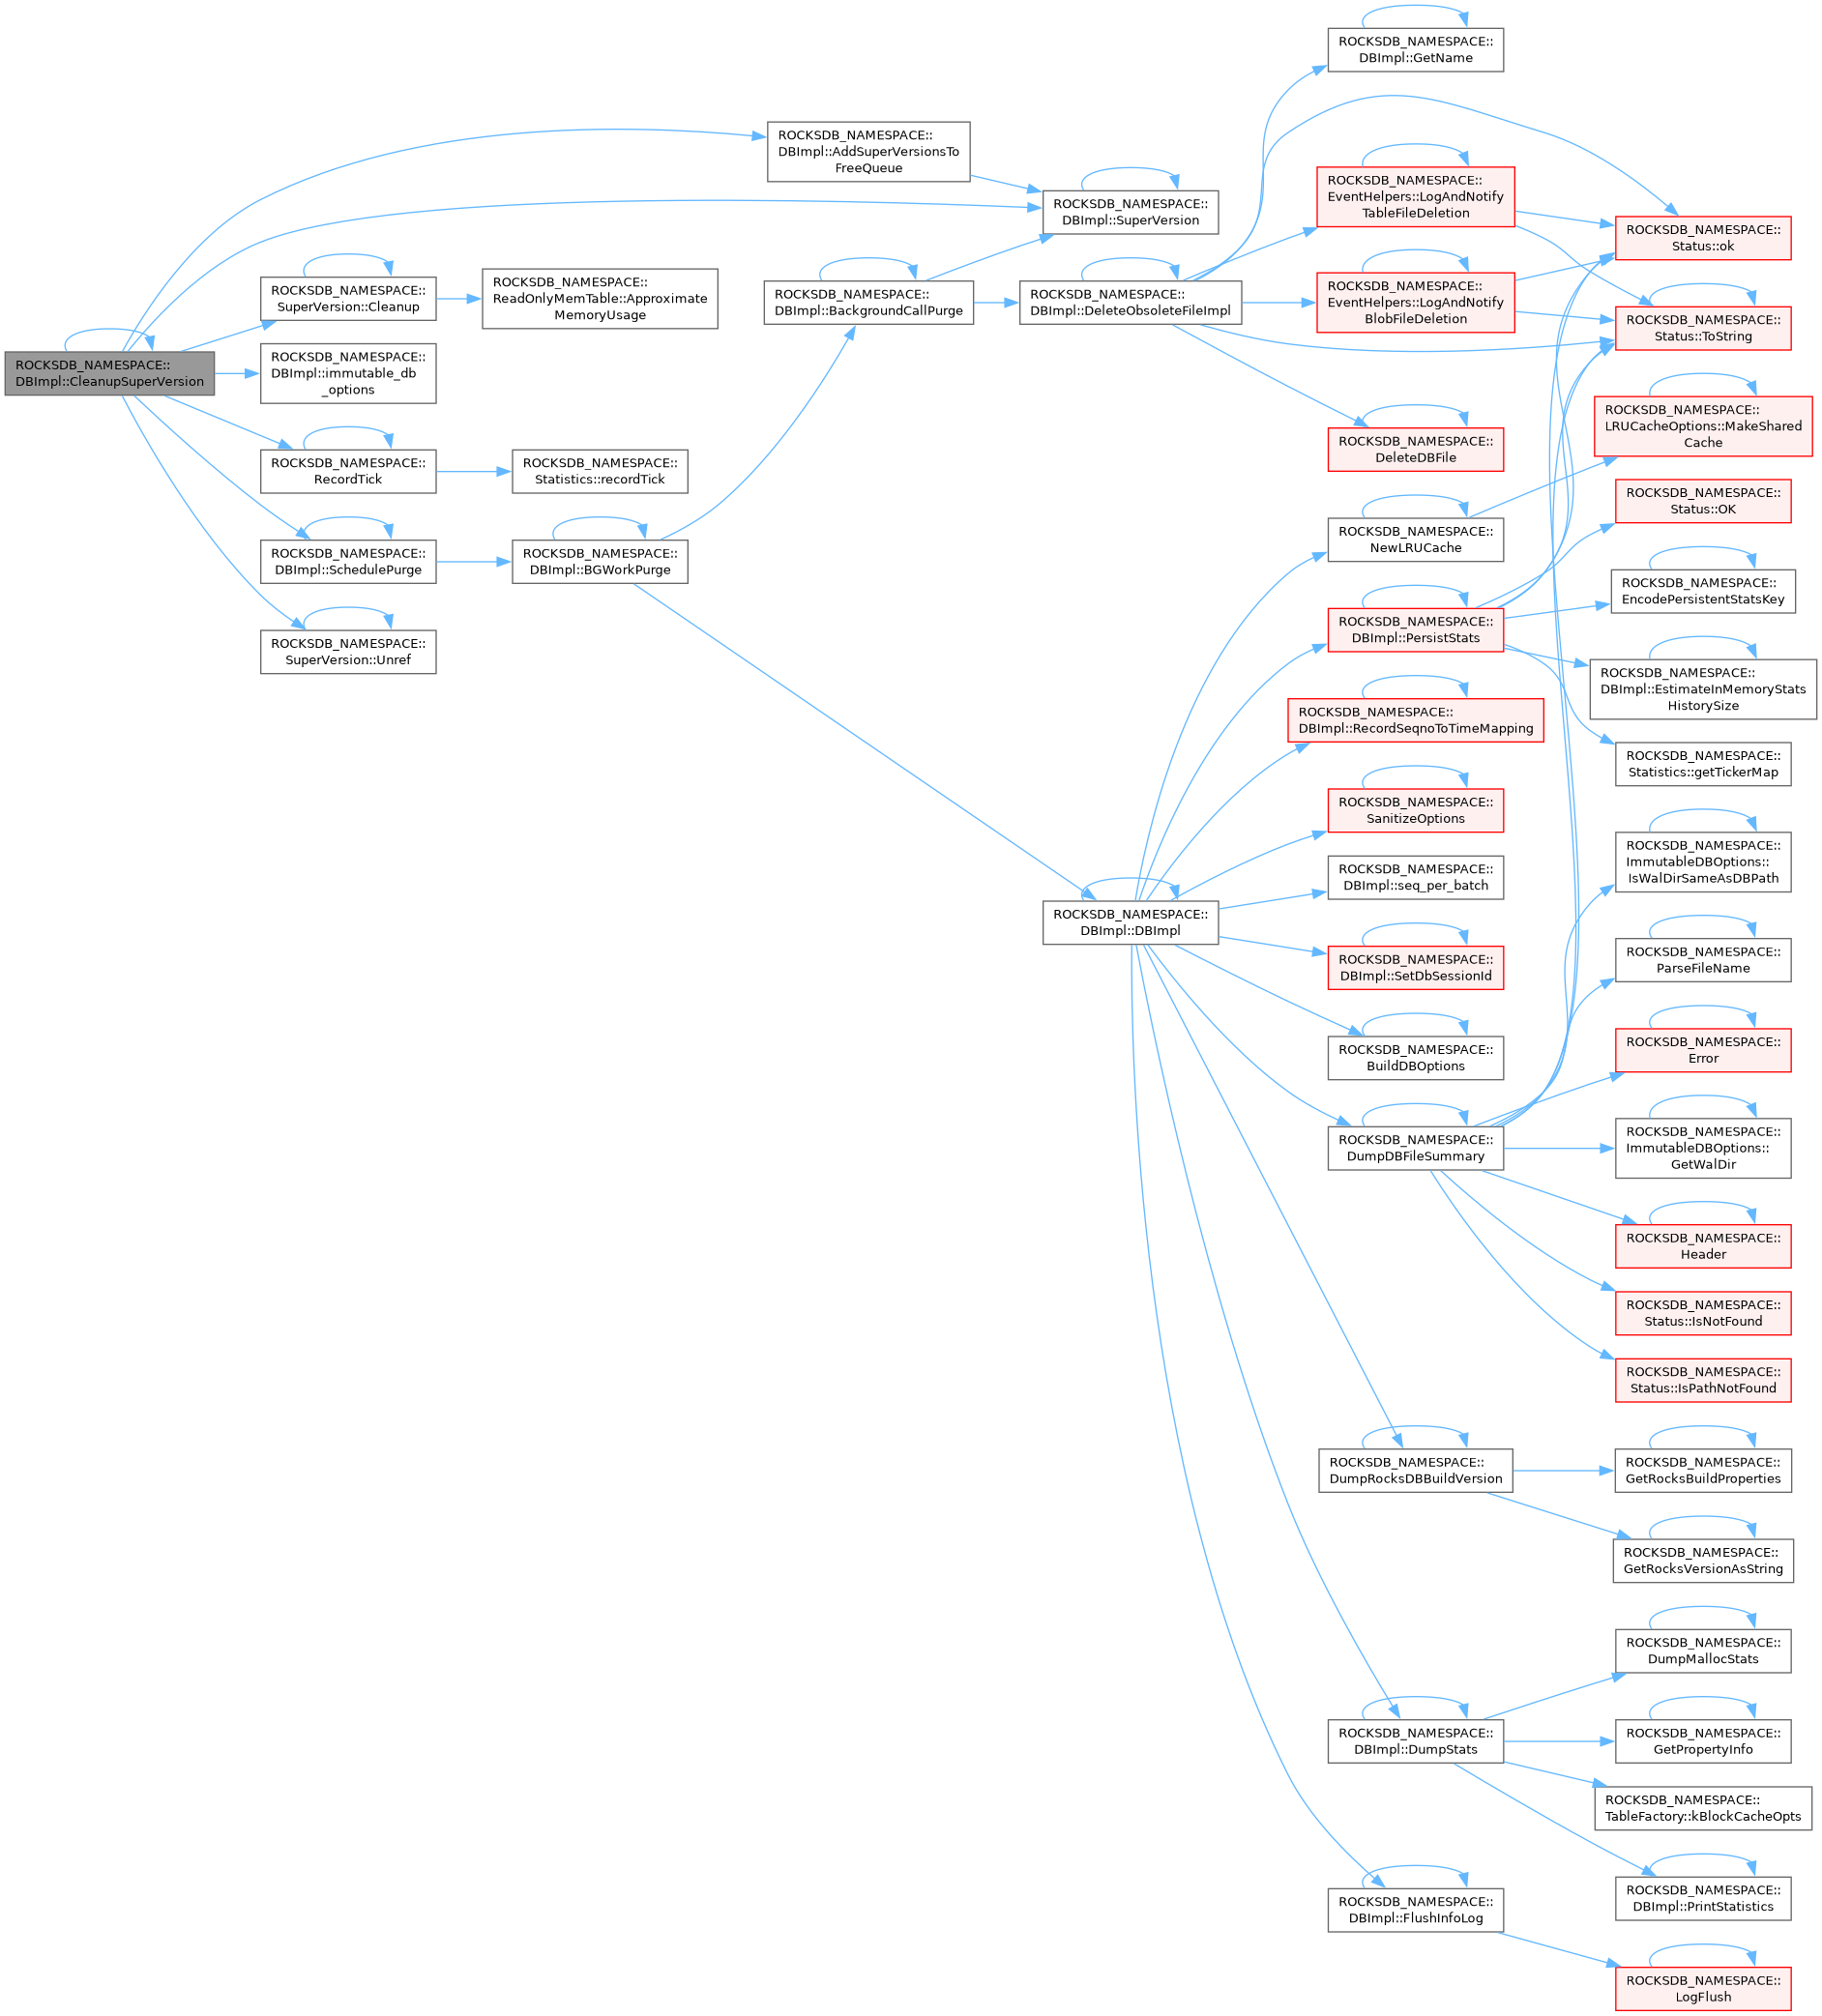 ROCKSDB_NAMESPACE::
DBImpl::CleanupSuperVersion
ROCKSDB_NAMESPACE::
DBImpl::AddSuperVersionsTo
FreeQueue
ROCKSDB_NAMESPACE::
DBImpl::SuperVersion
ROCKSDB_NAMESPACE::
SuperVersion::Cleanup
ROCKSDB_NAMESPACE::
ReadOnlyMemTable::Approximate
MemoryUsage
ROCKSDB_NAMESPACE::
DBImpl::immutable_db
_options
ROCKSDB_NAMESPACE::
RecordTick
ROCKSDB_NAMESPACE::
Statistics::recordTick
ROCKSDB_NAMESPACE::
DBImpl::SchedulePurge
ROCKSDB_NAMESPACE::
DBImpl::BGWorkPurge
ROCKSDB_NAMESPACE::
SuperVersion::Unref
ROCKSDB_NAMESPACE::
DBImpl::BackgroundCallPurge
ROCKSDB_NAMESPACE::
DBImpl::DeleteObsoleteFileImpl
ROCKSDB_NAMESPACE::
DBImpl::DBImpl
ROCKSDB_NAMESPACE::
DBImpl::GetName
ROCKSDB_NAMESPACE::
EventHelpers::LogAndNotify
TableFileDeletion
ROCKSDB_NAMESPACE::
EventHelpers::LogAndNotify
BlobFileDeletion
ROCKSDB_NAMESPACE::
DeleteDBFile
ROCKSDB_NAMESPACE::
NewLRUCache
ROCKSDB_NAMESPACE::
DBImpl::PersistStats
ROCKSDB_NAMESPACE::
DBImpl::RecordSeqnoToTimeMapping
ROCKSDB_NAMESPACE::
SanitizeOptions
ROCKSDB_NAMESPACE::
DBImpl::seq_per_batch
ROCKSDB_NAMESPACE::
DBImpl::SetDbSessionId
ROCKSDB_NAMESPACE::
BuildDBOptions
ROCKSDB_NAMESPACE::
DumpDBFileSummary
ROCKSDB_NAMESPACE::
DumpRocksDBBuildVersion
ROCKSDB_NAMESPACE::
DBImpl::DumpStats
ROCKSDB_NAMESPACE::
DBImpl::FlushInfoLog
ROCKSDB_NAMESPACE::
Status::ok
ROCKSDB_NAMESPACE::
Status::ToString
ROCKSDB_NAMESPACE::
LRUCacheOptions::MakeShared
Cache
ROCKSDB_NAMESPACE::
Status::OK
ROCKSDB_NAMESPACE::
EncodePersistentStatsKey
ROCKSDB_NAMESPACE::
DBImpl::EstimateInMemoryStats
HistorySize
ROCKSDB_NAMESPACE::
Statistics::getTickerMap
ROCKSDB_NAMESPACE::
ImmutableDBOptions::
IsWalDirSameAsDBPath
ROCKSDB_NAMESPACE::
ParseFileName
ROCKSDB_NAMESPACE::
Error
ROCKSDB_NAMESPACE::
ImmutableDBOptions::
GetWalDir
ROCKSDB_NAMESPACE::
Header
ROCKSDB_NAMESPACE::
Status::IsNotFound
ROCKSDB_NAMESPACE::
Status::IsPathNotFound
ROCKSDB_NAMESPACE::
GetRocksBuildProperties
ROCKSDB_NAMESPACE::
GetRocksVersionAsString
ROCKSDB_NAMESPACE::
DumpMallocStats
ROCKSDB_NAMESPACE::
GetPropertyInfo
ROCKSDB_NAMESPACE::
TableFactory::kBlockCacheOpts
ROCKSDB_NAMESPACE::
DBImpl::PrintStatistics
ROCKSDB_NAMESPACE::
LogFlush